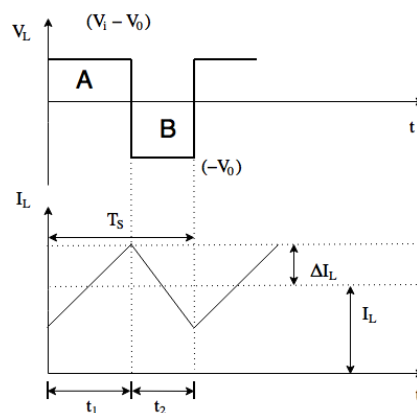 V_L
(V_i – V_0)
A
B
t
(–V_0)
I_L
T_S
ΔI_L
I_L
t
t_1
t_2